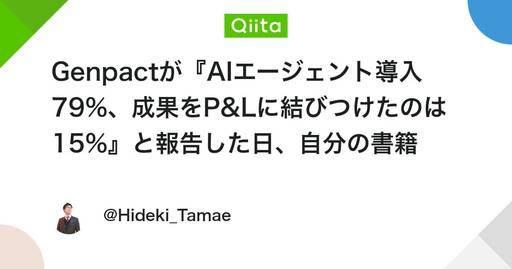 Qiita
Genpactが『AIエージェント導入
79%、成果をP&Lに結びつけたのは
15%』と報告した日、自分の書籍
@Hideki_Tamae